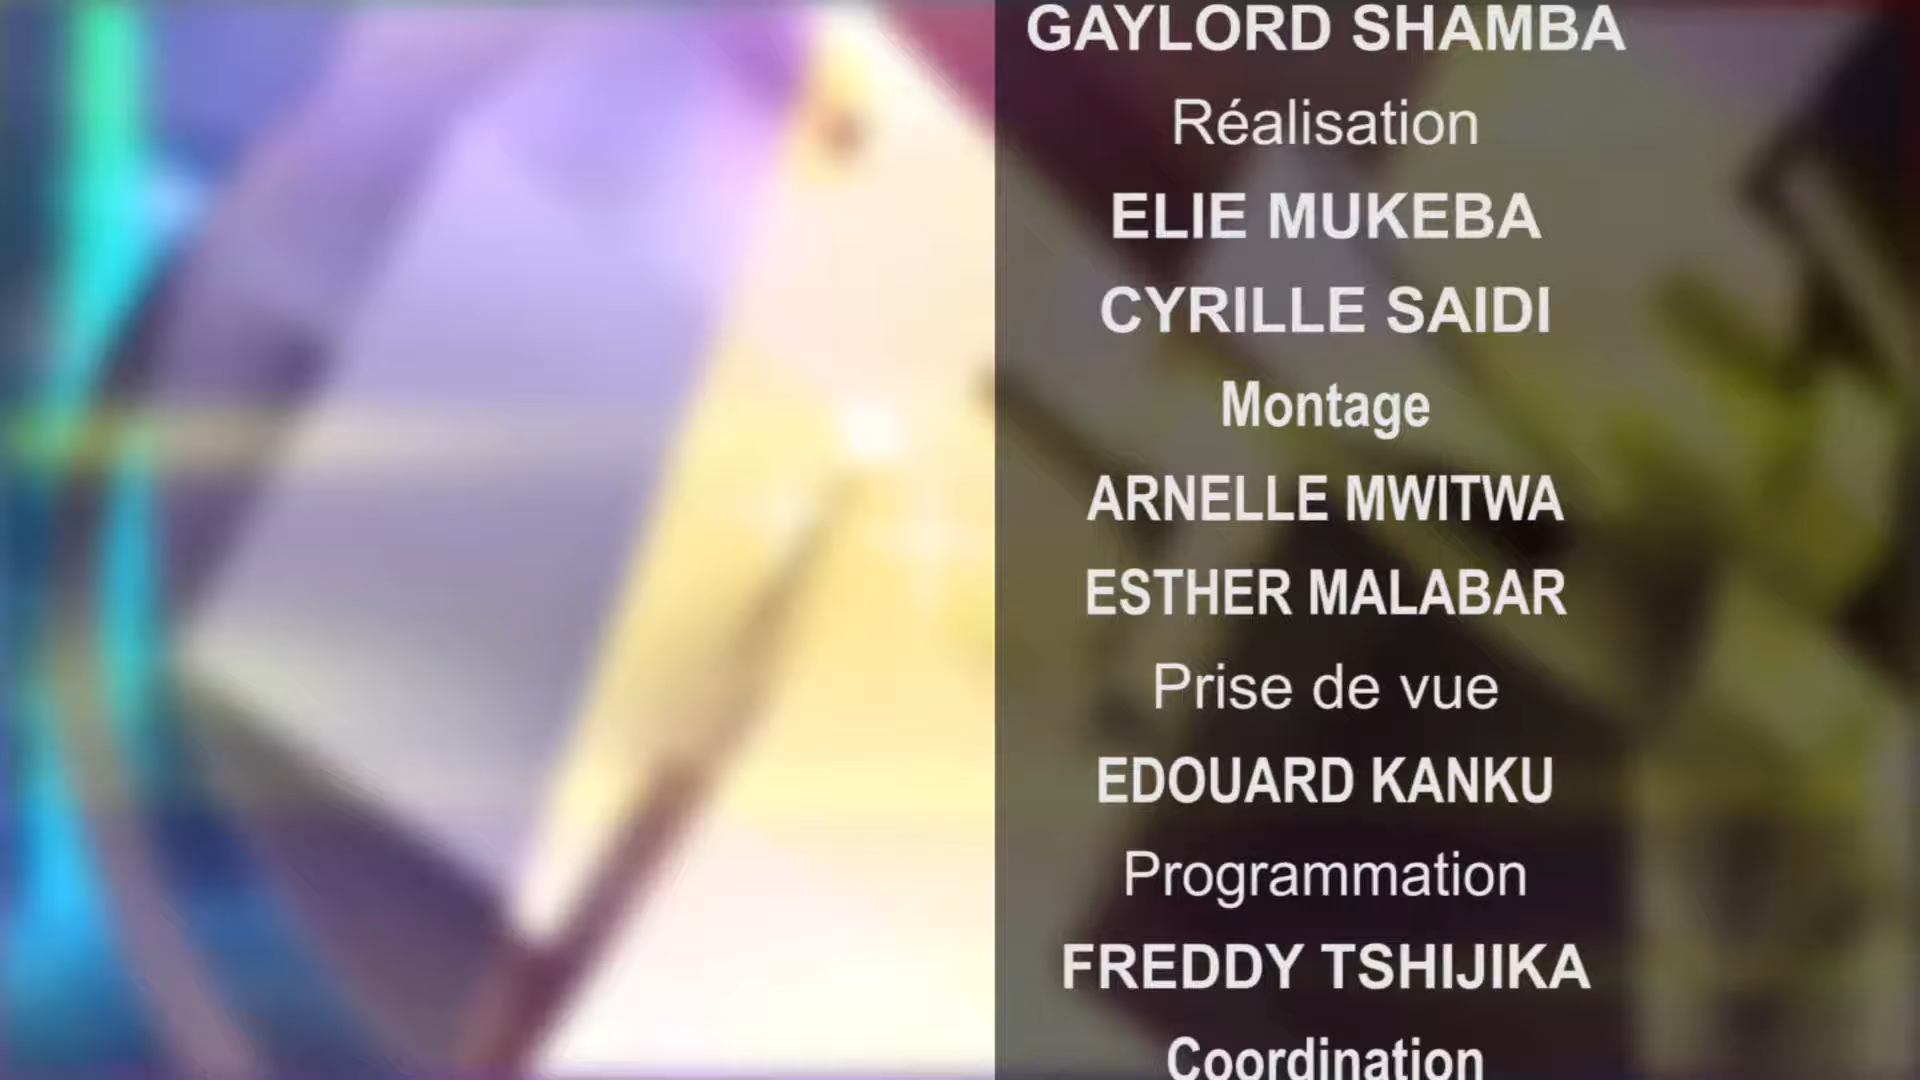 GAYLORD SHAMBA
Réalisation
ELIE MUKEBA
CYRILLE SAIDI
Montage
ARNELLE MWITWA
ESTHER MALABAR
Prise de vue
EDOUARD KANKU
Programmation
FREDDY TSHIJIKA
Coordination